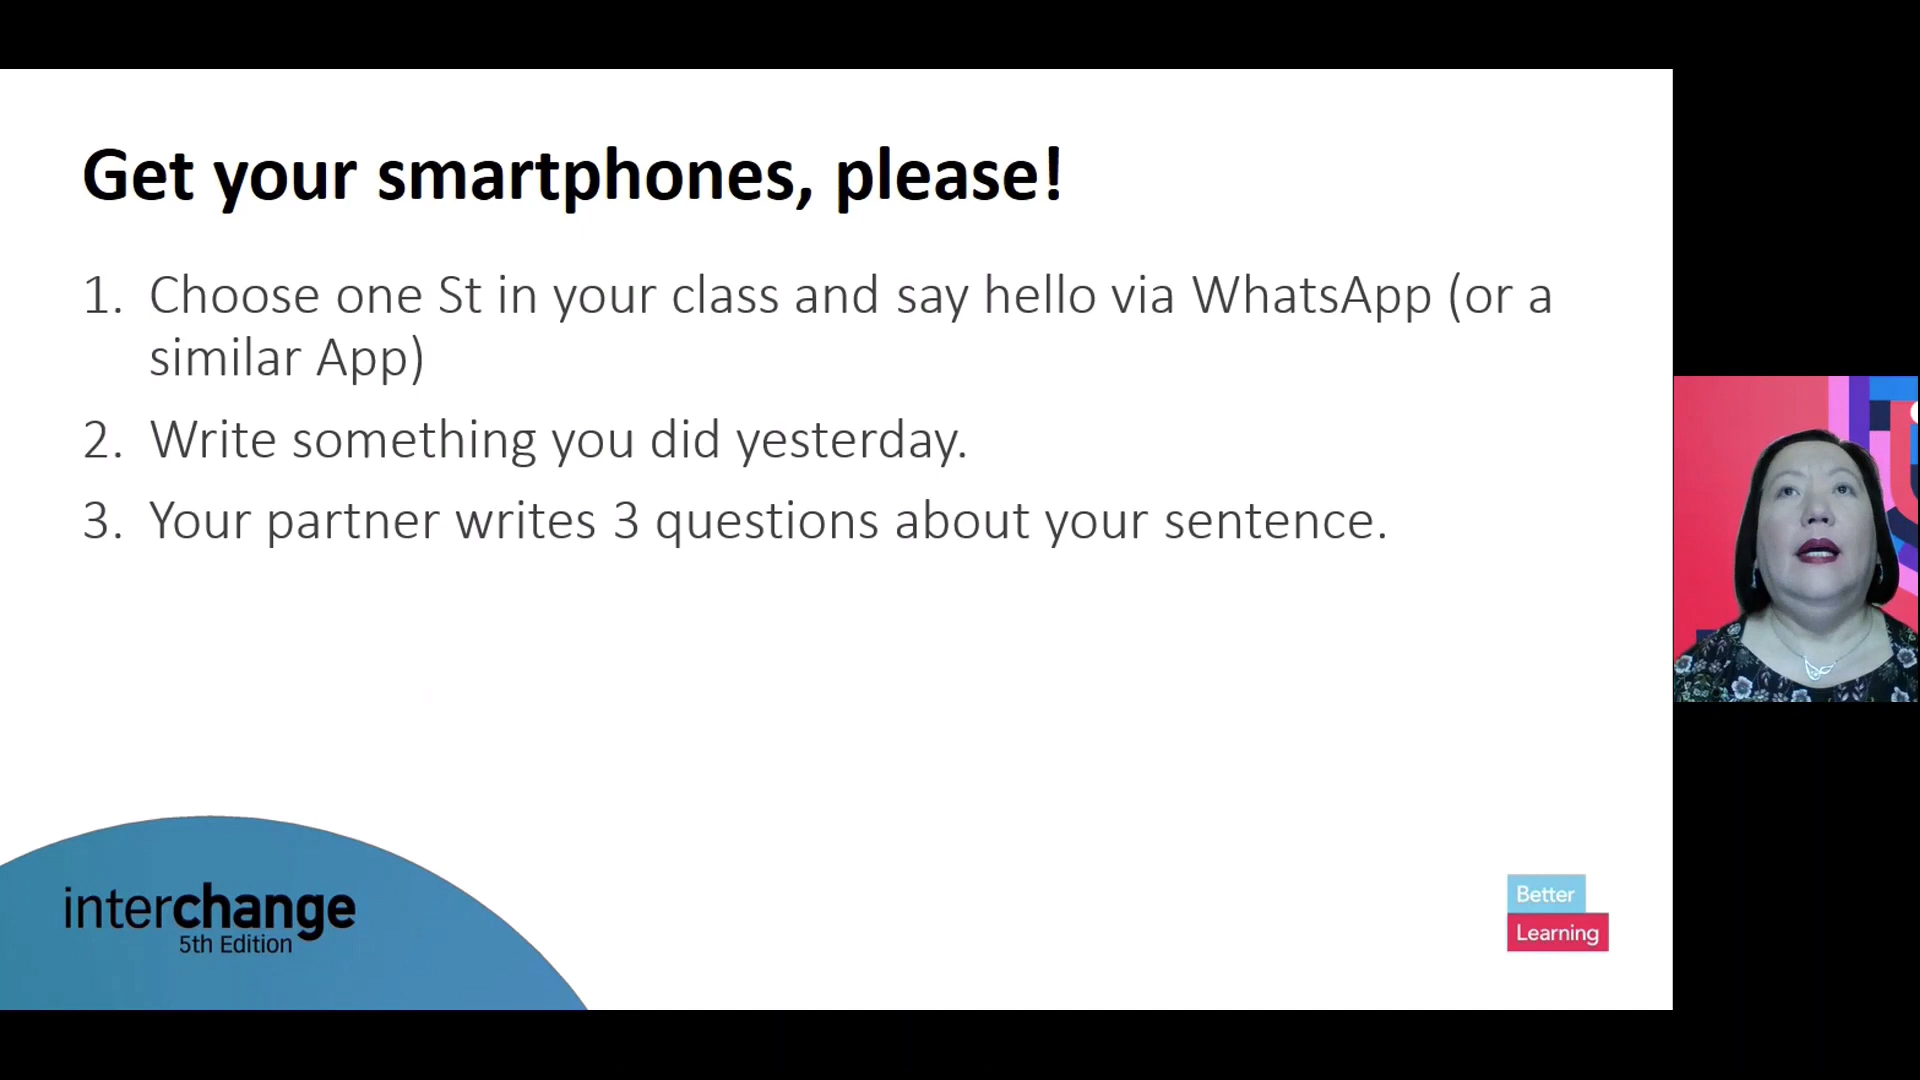 Get your smartphones, please!
1. Choose one St in your class and say hello via WhatsApp (or a
similar App)
2. Write something you did yesterday.
3. Your partner writes 3 questions about your sentence.
interchange
5th Edition
Better
Learning